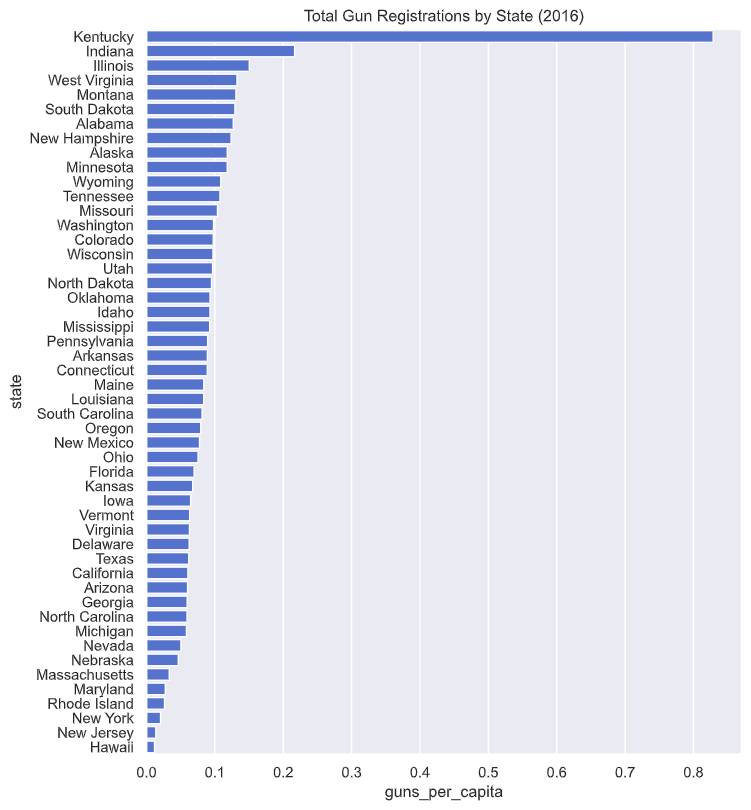 Total Gun Registrations by State (2016)
Kentucky
Indiana
Illinois
West Virginia
Montana
South Dakota
Alabama
New Hampshire
Alaska
Minnesota
Wyoming
Tennessee
Missouri
Washington
Colorado
Wisconsin
Utah
North Dakota
Oklahoma
Idaho
Mississippi
Pennsylvania
Arkansas
Connecticut
Maine
Louisiana
South Carolina
Oregon
New Mexico
Ohio
Florida
Kansas
Iowa
Vermont
Virginia
Delaware
Texas
California
Arizona
Georgia
North Carolina
Michigan
Nevada
Nebraska
Massachusetts
Maryland
Rhode Island
New York
New Jersey
Hawaii
state
0.0 0.1 0.2 0.3 0.4 0.5 0.6 0.7 0.8
guns_per_capita